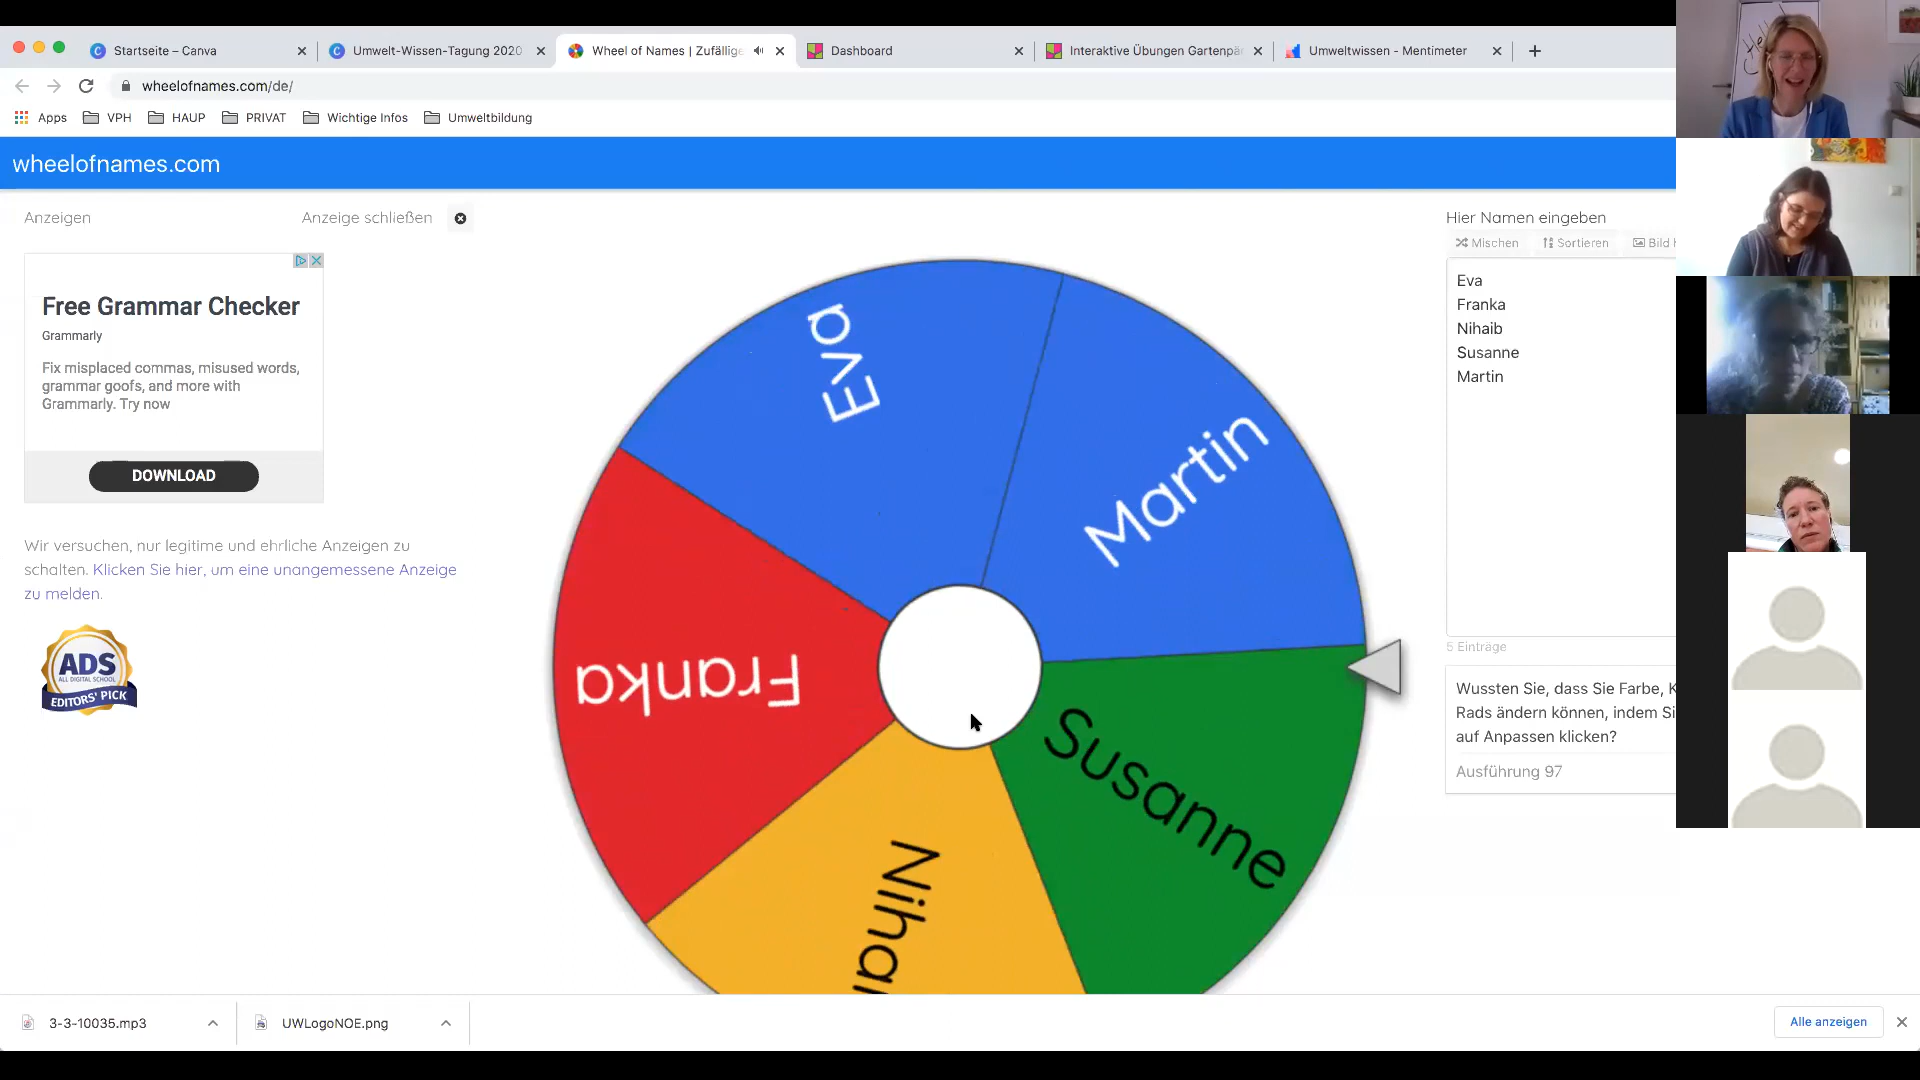 Startseite – Canva
Umwelt-Wissen-Tagung 2020
Wheel of Names | Zufällige
Dashboard
Interaktive Übungen Gartenpä
Umweltwissen - Mentimeter
wheelofnames.com/de/
Apps
VPH
HAUP
PRIVAT
Wichtige Infos
Umweltbildung
wheelofnames.com
Anzeigen
Anzeige schließen
Free Grammar Checker
Grammarly
Fix misplaced commas, misused words,
grammar goofs, and more with
Grammarly. Try now
DOWNLOAD
Wir versuchen, nur legitime und ehrliche Anzeigen zu
schalten. Klicken Sie hier, um eine unangemessene Anzeige
zu melden.
ADS
ALL DIGITAL SCHOOL
EDITORS' PICK
Eva
Martin
Franka
Susanne
Nihai
Hier Namen eingeben
Mischen
Sortieren
Bild
Eva
Franka
Nihaib
Susanne
Martin
5 Einträge
Wussten Sie, dass Sie Farbe, K
Rads ändern können, indem Si
auf Anpassen klicken?
Ausführung 97
3-3-10035.mp3
UWLogoNOE.png
Alle anzeigen